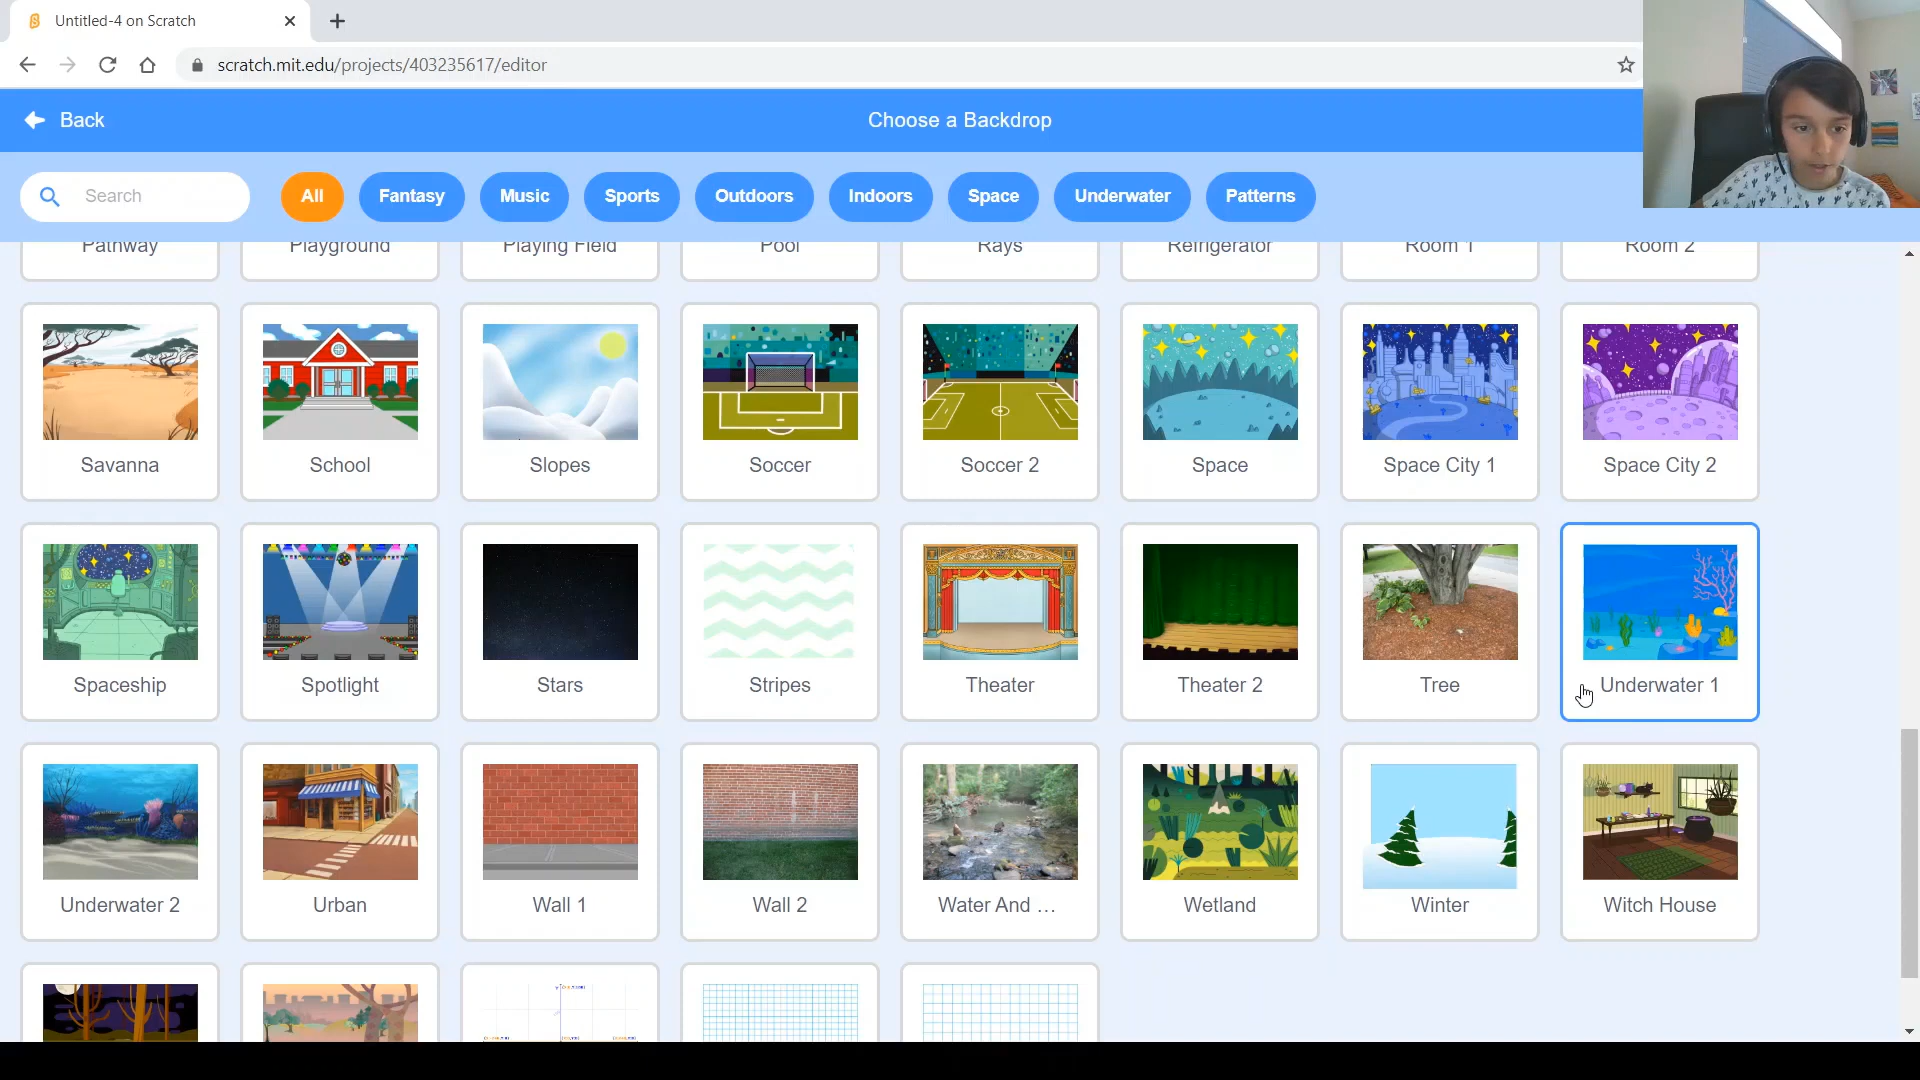 Untitled-4 on Scratch
scratch.mit.edu/projects/403235617/editor
Back
Choose a Backdrop
Search
All
Fantasy
Music
Sports
Outdoors
Indoors
Space
Underwater
Patterns
Pathway
Playground
Playing Field
Pool
Rays
Refrigerator
Room 1
Room 2
Savanna
School
Slopes
Soccer
Soccer 2
Space
Space City 1
Space City 2
Spaceship
Spotlight
Stars
Stripes
Theater
Theater 2
Tree
Underwater 1
Underwater 2
Urban
Wall 1
Wall 2
Water And ...
Wetland
Winter
Witch House